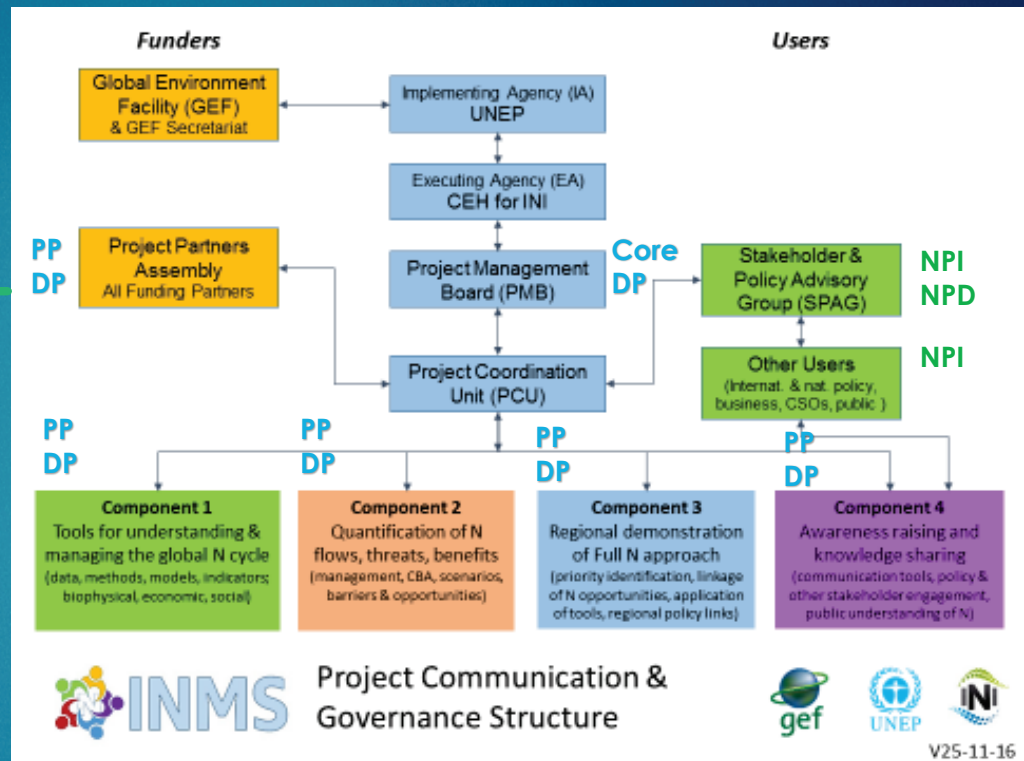 Funders
Users
Global Environment
Facility (GEF)
& GEF Secretariat
Implementing Agency (IA)
UNEP
Executing Agency (EA)
CEH for INI
PP
DP
Project Partners
Assembly
All Funding Partners
Project Management
Board (PMB)
Core
DP
Stakeholder &
Policy Advisory
Group (SPAG)
NPI
NPD
Project Coordination
Unit (PCU)
Other Users
(Internat. & nat. policy,
business, CSOs, public )
NPI
PP
DP
PP
DP
PP
DP
PP
DP
Component 1
Tools for understanding &
managing the global N cycle
(data, methods, models, indicators;
biophysical, economic, social)
Component 2
Quantification of N
flows, threats, benefits
(management, CBA, scenarios,
barriers & opportunities)
Component 3
Regional demonstration
of Full N approach
(priority identification, linkage
of N opportunities, application
of tools, regional policy links)
Component 4
Awareness raising and
knowledge sharing
(communication tools, policy &
other stakeholder engagement,
public understanding of N)
INMS
Project Communication &
Governance Structure
gef
UNEP
INI
V25-11-16